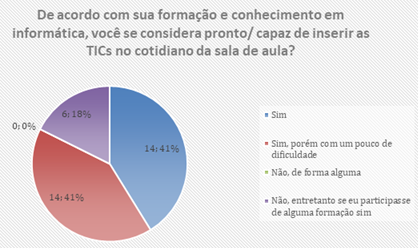 De acordo com sua formação e conhecimento em
informática, você se considera pronto/ capaz de inserir as
TICs no cotidiano da sala de aula?
6; 18%
0; 0%
14; 41%
14; 41%
Sim
Sim, porém com um pouco de
dificuldade
Não, de forma alguma
Não, entretanto se eu participasse
de alguma formação sim